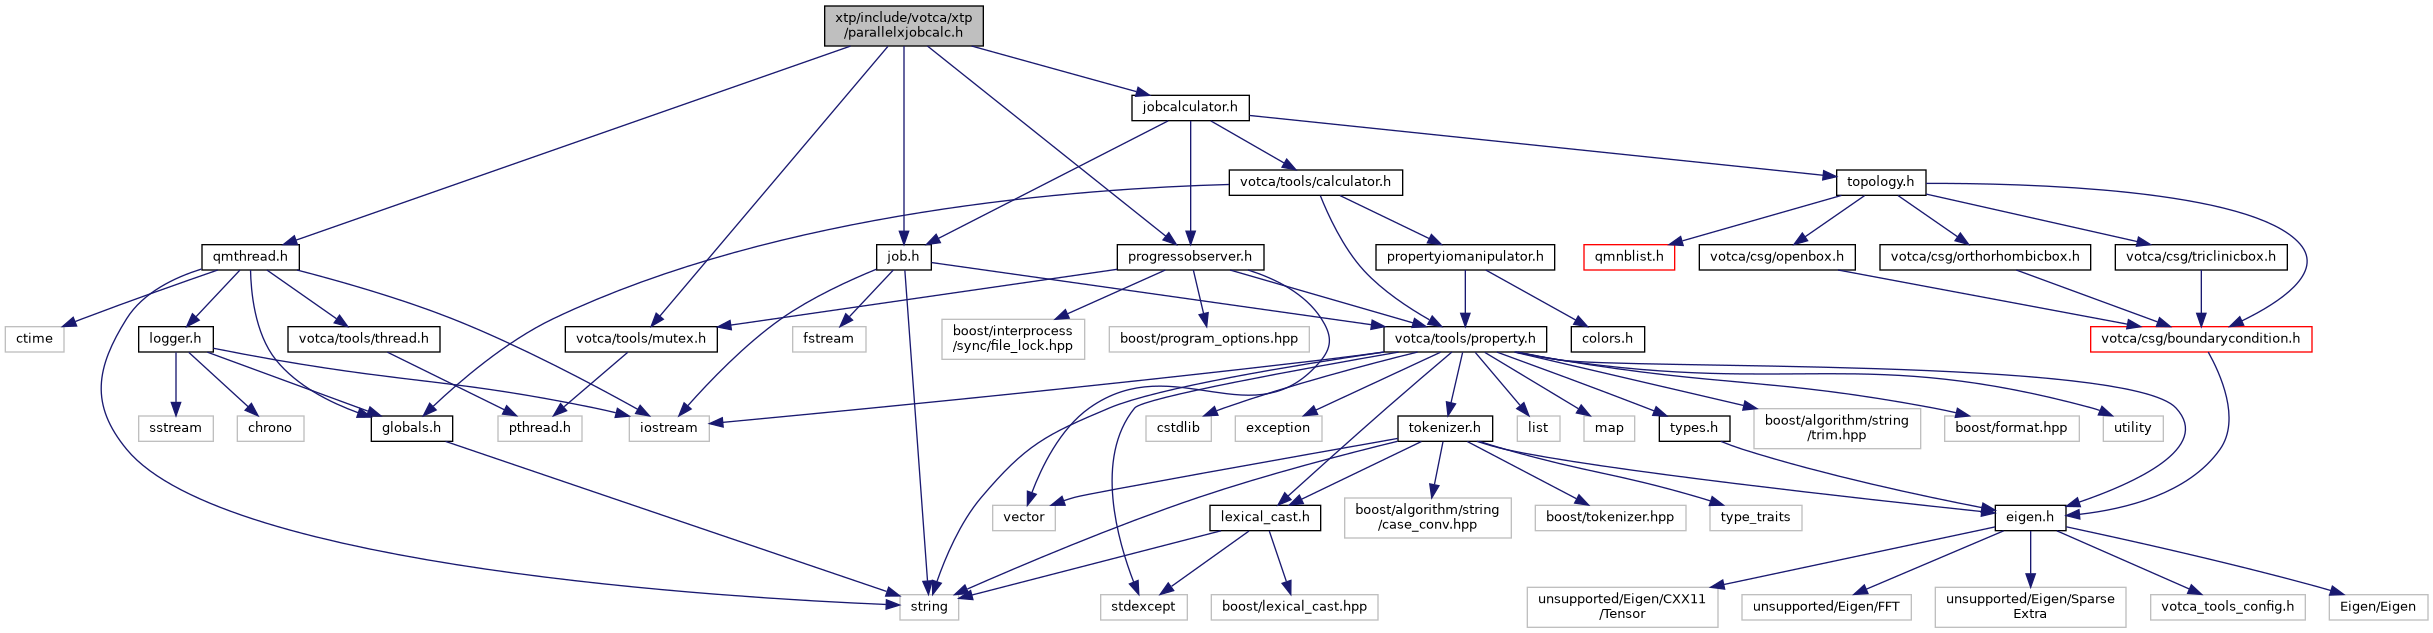 xtp/include/votca/xtp
/parallelxjobcalc.h
jobcalculator.h
votca/tools/calculator.h
topology.h
qmthread.h
job.h
progressobserver.h
propertyiomanipulator.h
qmnblist.h
votca/csg/openbox.h
votca/csg/orthorhombicbox.h
votca/csg/triclinicbox.h
ctime
logger.h
votca/tools/thread.h
votca/tools/mutex.h
fstream
boost/interprocess
/sync/file_lock.hpp
boost/program_options.hpp
votca/tools/property.h
colors.h
votca/csg/boundarycondition.h
sstream
chrono
globals.h
pthread.h
iostream
cstdlib
exception
tokenizer.h
list
map
types.h
boost/algorithm/string
/trim.hpp
boost/format.hpp
utility
vector
lexical_cast.h
boost/algorithm/string
/case_conv.hpp
boost/tokenizer.hpp
type_traits
eigen.h
string
stdexcept
boost/lexical_cast.hpp
unsupported/Eigen/CXX11
/Tensor
unsupported/Eigen/FFT
unsupported/Eigen/Sparse
Extra
votca_tools_config.h
Eigen/Eigen